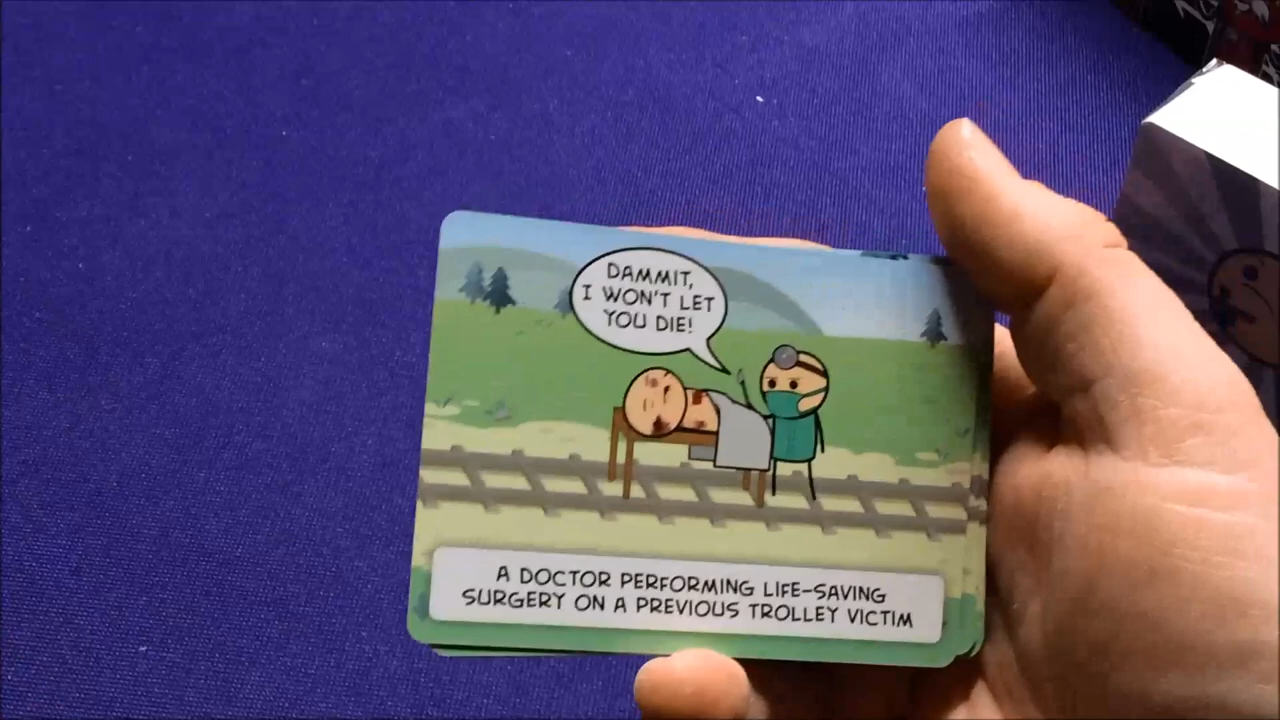 DAMMIT,
I WON'T LET
YOU DIE!
A DOCTOR PERFORMING LIFE-SAVING
SURGERY ON A PREVIOUS TROLLEY VICTIM